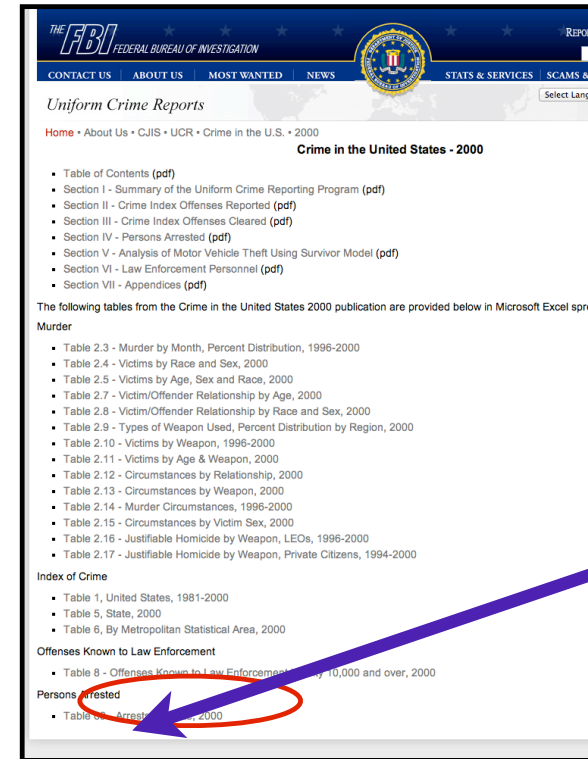 THE FBI FEDERAL BUREAU OF INVESTIGATION
CONTACT US ABOUT US MOST WANTED NEWS STATS & SERVICES SCAMS &
Uniform Crime Reports
Home • About Us • CJIS • UCR • Crime in the U.S. • 2000
Crime in the United States - 2000
Table of Contents (pdf)
Section I - Summary of the Uniform Crime Reporting Program (pdf)
Section II - Crime Index Offenses Reported (pdf)
Section III - Crime Index Offenses Cleared (pdf)
Section IV - Persons Arrested (pdf)
Section V - Analysis of Motor Vehicle Theft Using Survivor Model (pdf)
Section VI - Law Enforcement Personnel (pdf)
Section VII - Appendices (pdf)
The following tables from the Crime in the United States 2000 publication are provided below in Microsoft Excel spre
Murder
Table 2.3 - Murder by Month, Percent Distribution, 1996-2000
Table 2.4 - Victims by Race and Sex, 2000
Table 2.5 - Victims by Age, Sex and Race, 2000
Table 2.7 - Victim/Offender Relationship by Age, 2000
Table 2.8 - Victim/Offender Relationship by Race and Sex, 2000
Table 2.9 - Types of Weapon Used, Percent Distribution by Region, 2000
Table 2.10 - Victims by Weapon, 1996-2000
Table 2.11 - Victims by Age & Weapon, 2000
Table 2.12 - Circumstances by Relationship, 2000
Table 2.13 - Circumstances by Weapon, 2000
Table 2.14 - Murder Circumstances, 1996-2000
Table 2.15 - Circumstances by Victim Sex, 2000
Table 2.16 - Justifiable Homicide by Weapon, LEOs, 1996-2000
Table 2.17 - Justifiable Homicide by Weapon, Private Citizens, 1994-2000
Index of Crime
Table 1, United States, 1981-2000
Table 5, State, 2000
Table 6, By Metropolitan Statistical Area, 2000
Offenses Known to Law Enforcement
Table 8 - Offenses Known to Law Enforcement 10,000 and over, 2000
Persons Arrested
Table - Arrests 2000